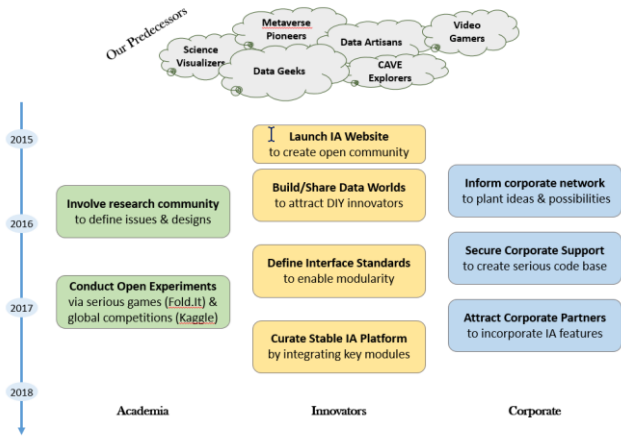 Our Predecessors
Metaverse
Pioneers
Video
Gamers
Science
Visualizers
Data Artisans
Data Geeks
CAVE
Explorers
2015
Launch IA Website
to create open community
Build/Share Data Worlds
to attract DIY innovators
Inform corporate network
to plant ideas & possibilities
Involve research community
to define issues & designs
2016
Define Interface Standards
to enable modularity
Secure Corporate Support
to create serious code base
Conduct Open Experiments
via serious games (Fold.It) &
global competitions (Kaggle)
2017
Attract Corporate Partners
to incorporate IA features
Curate Stable IA Platform
by integrating key modules
2018
Academia
Innovators
Corporate